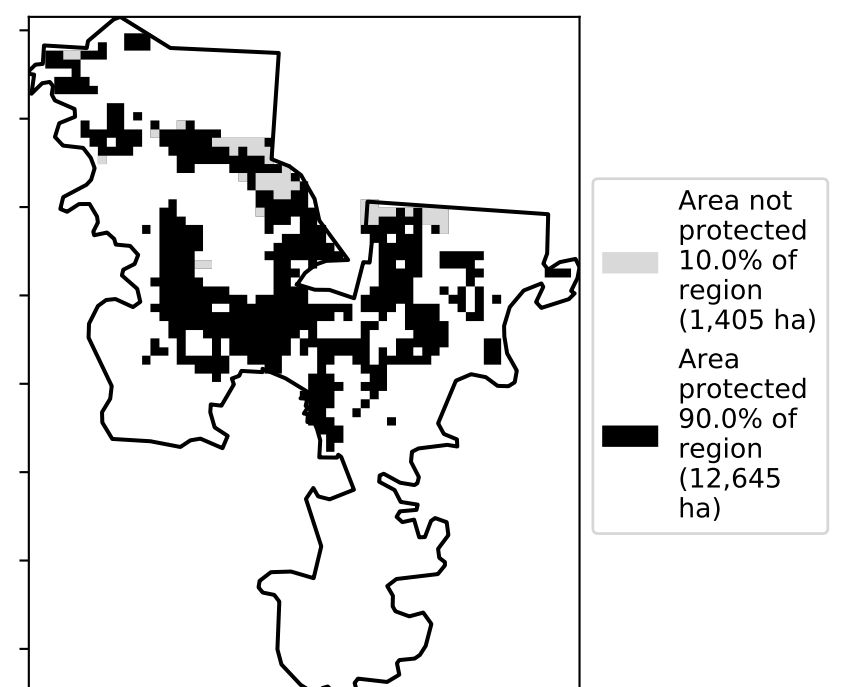 Area not
protected
10.0% of
region
(1,405 ha)
Area
protected
90.0% of
region
(12,645
ha)